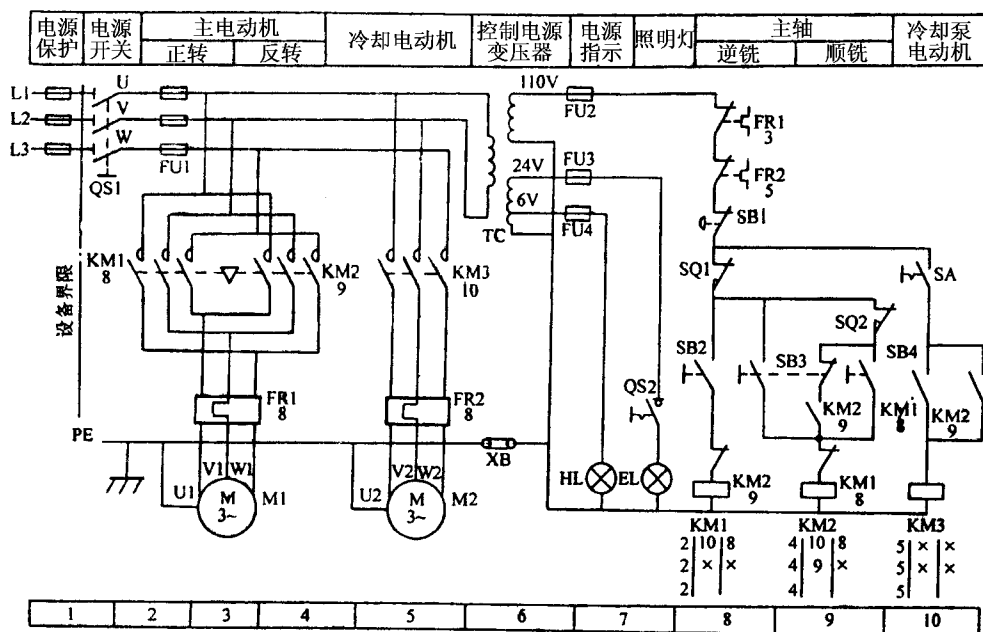 电源保护
电源开关
主电动机
正转
反转
冷却电动机
控制电源变压器
电源指示
照明灯
主轴
逆铣
顺铣
冷却泵电动机
L1
L2
L3
U
V
W
QS1
FU1
110V
24V
6V
TC
FU2
FU3
FU4
FR1
3
FR2
5
SB1
SQ1
SA
SQ2
KM1
8
KM2
9
KM3
10
设备界限
SB2
SB3
SB4
QS2
KM2
9
KM1
8
KM2
9
FR1
8
FR2
8
PE
XB
U1
V1
W1
M
3~
M1
U2
V2
W2
M
3~
M2
HL
EL
KM2
9
KM1
8
KM1
2 10 8
2 × ×
2
KM2
4 10 8
4 9 ×
4
KM3
5 × ×
5 × ×
5
1 2 3 4 5 6 7 8 9 10